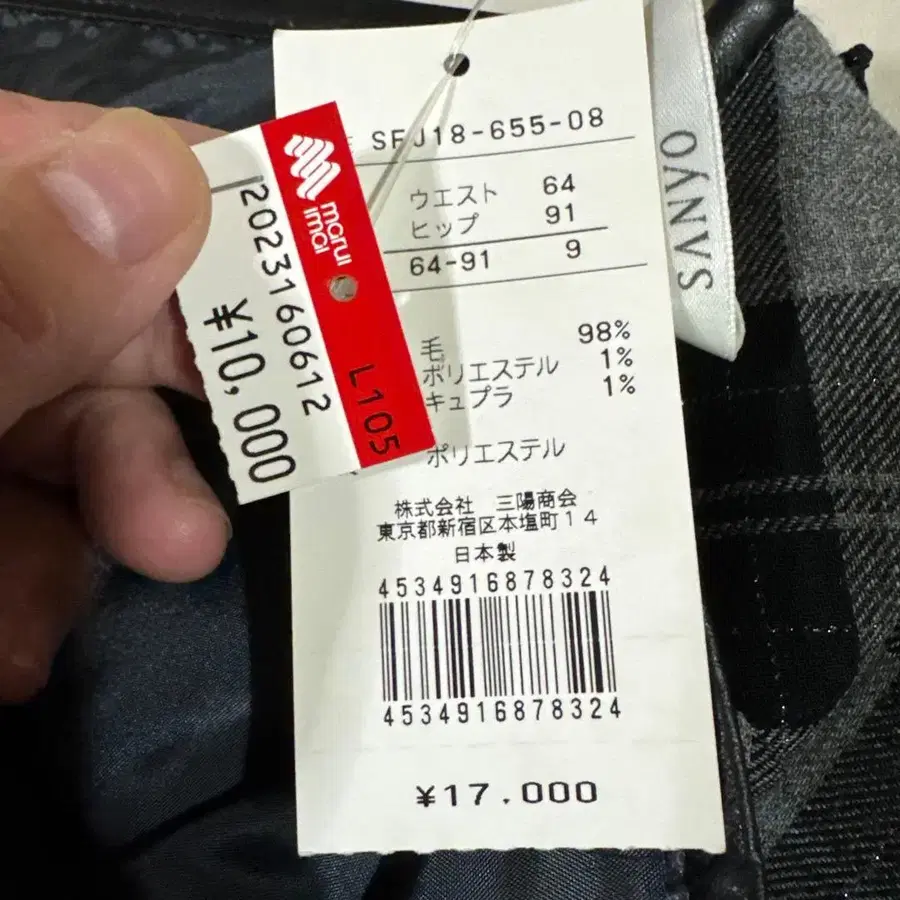 SFJ18-655-08
ウエスト 64
ヒップ 91
64-91 9
毛 98%
ポリエステル 1%
キュプラ 1%
ポリエステル
株式会社 三陽商会
東京都新宿区本塩町14
日本製
4534916878324
4534916878324
¥17.000
marui
imai
L105
2023160612
¥10,000
SANYO